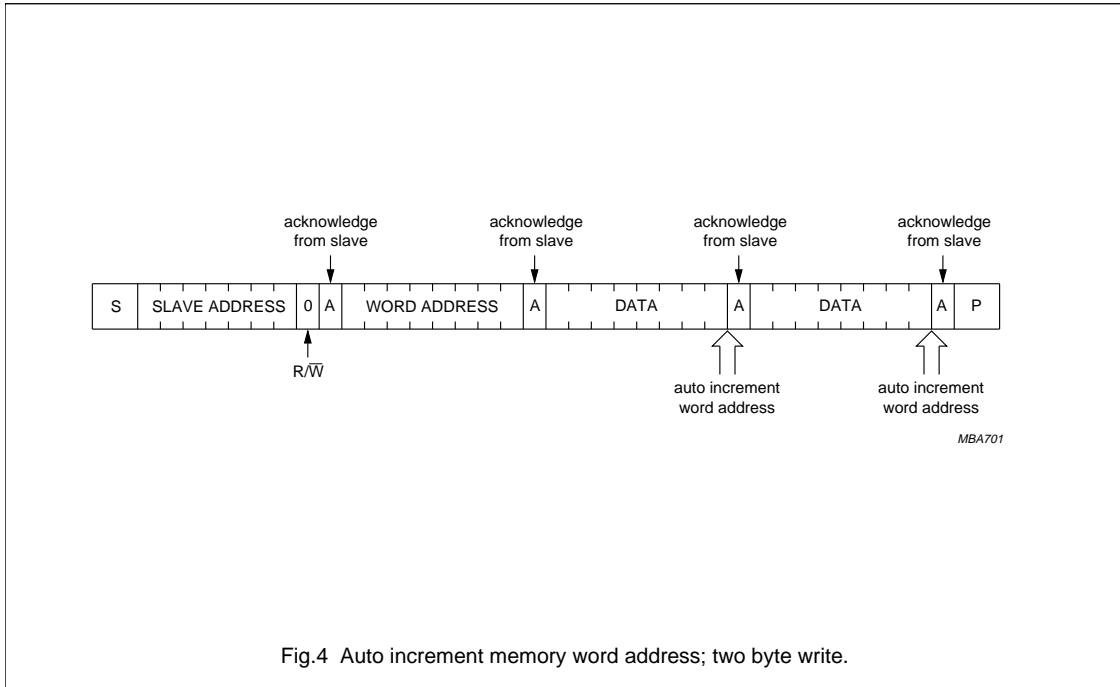 acknowledge
from slave
acknowledge
from slave
acknowledge
from slave
acknowledge
from slave
S SLAVE ADDRESS 0 A WORD ADDRESS A DATA A DATA A P
R/W̅
auto increment
word address
auto increment
word address
MBA701
Fig.4 Auto increment memory word address; two byte write.